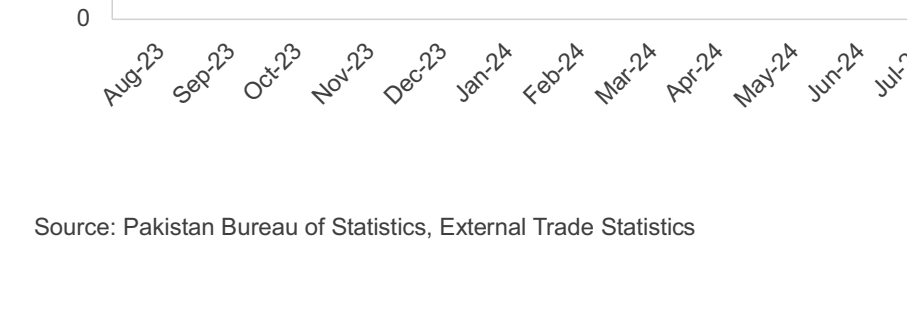 0
Aug-23 Sep-23 Oct-23 Nov-23 Dec-23 Jan-24 Feb-24 Mar-24 Apr-24 May-24 Jun-24
Source: Pakistan Bureau of Statistics, External Trade Statistics